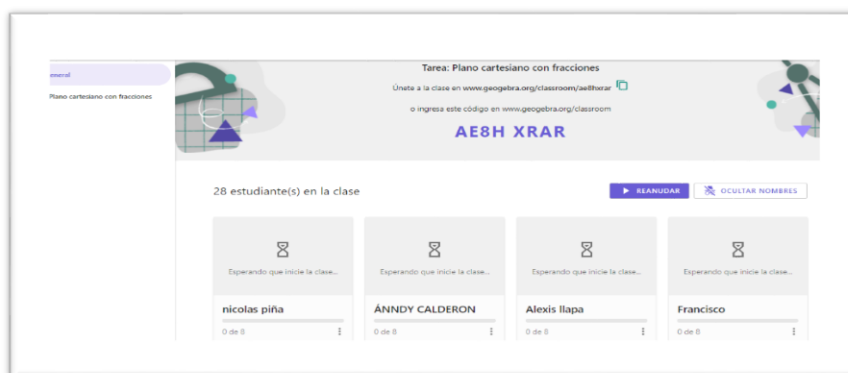 eneral
Plano cartesiano con fracciones
Tarea: Plano cartesiano con fracciones
Únete a la clase en www.geogebra.org/classroom/ae8hxrar
o ingresa este código en www.geogebra.org/classroom
AE8H XRAR
28 estudiante(s) en la clase
REANUDAR
OCULTAR NOMBRES
Esperando que inicie la clase...
Esperando que inicie la clase...
Esperando que inicie la clase...
Esperando que inicie la clase...
nicolas piña
ÁNNDY CALDERON
Alexis llapa
Francisco
0 de 8
0 de 8
0 de 8
0 de 8